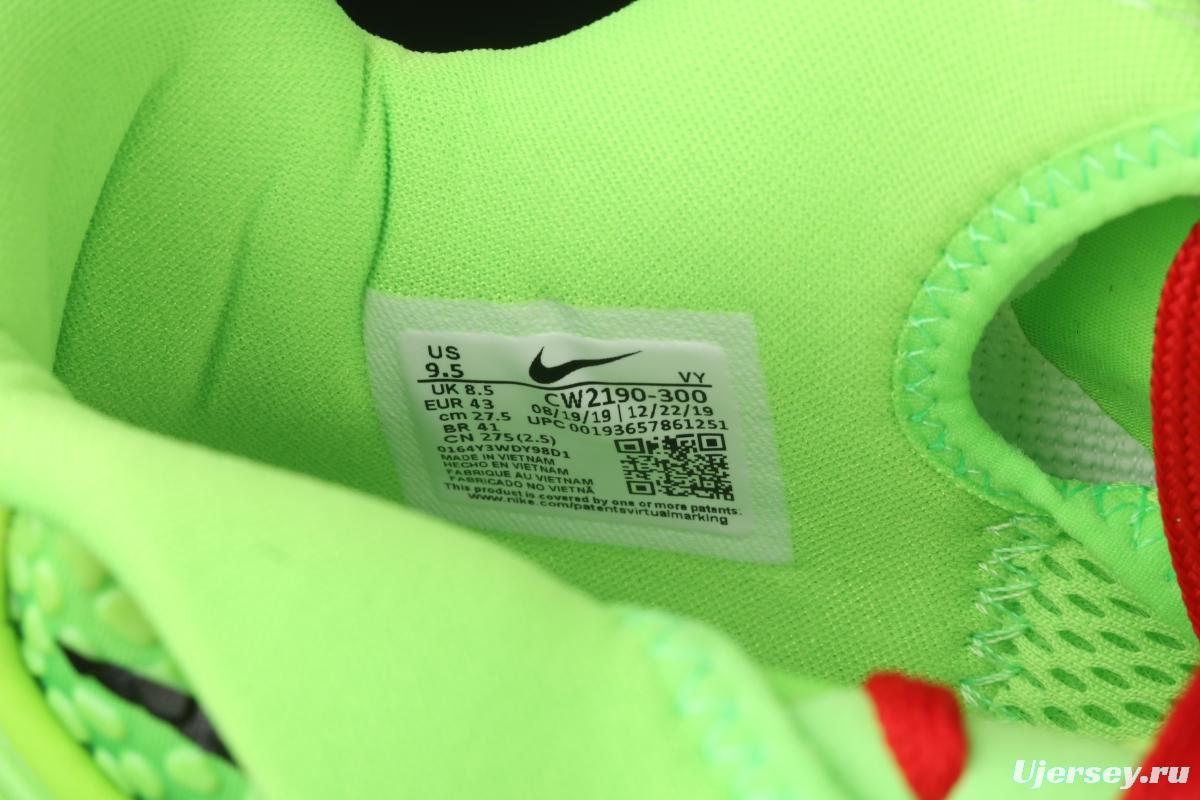 US
9.5
VY
UK 8.5
CW2190-300
EUR 43
08/19/19 | 12/22/19
cm 27.5
UPC 00193657861251
BR 41
CN 275(2.5)
0164Y3WDY98D1
MADE IN VIETNAM
HECHO EN VIETNAM
FABRIQUE AU VIETNAM
FABRICADO NO VIETNÃ
This product is covered by one or more patents.
www.nike.com/patentsvirtualmarking
Ujersey.ru